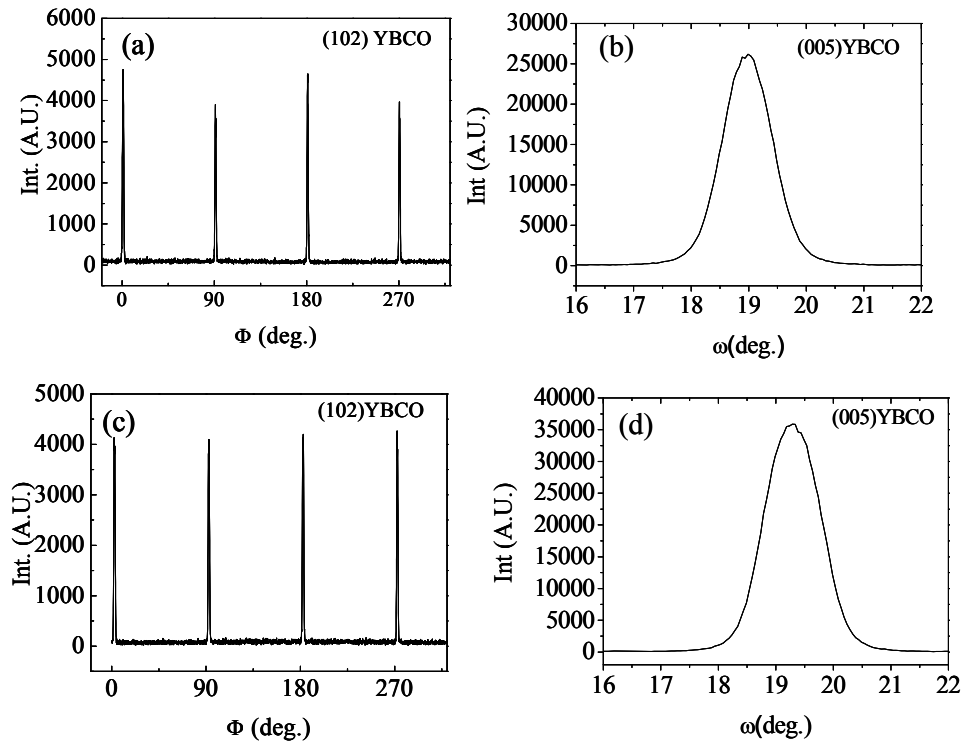 (a)
(102) YBCO
6000
5000
4000
3000
2000
1000
0
Int. (A.U.)
0 90 180 270
Φ (deg.)
(b)
(005)YBCO
30000
25000
20000
15000
10000
5000
0
Int (A.U.)
16 17 18 19 20 21 22
ω(deg.)
(c)
(102)YBCO
5000
4000
3000
2000
1000
0
Int. (A.U.)
0 90 180 270
Φ (deg.)
(d)
(005)YBCO
40000
35000
30000
25000
20000
15000
10000
5000
0
Int (A.U.)
16 17 18 19 20 21 22
ω(deg.)